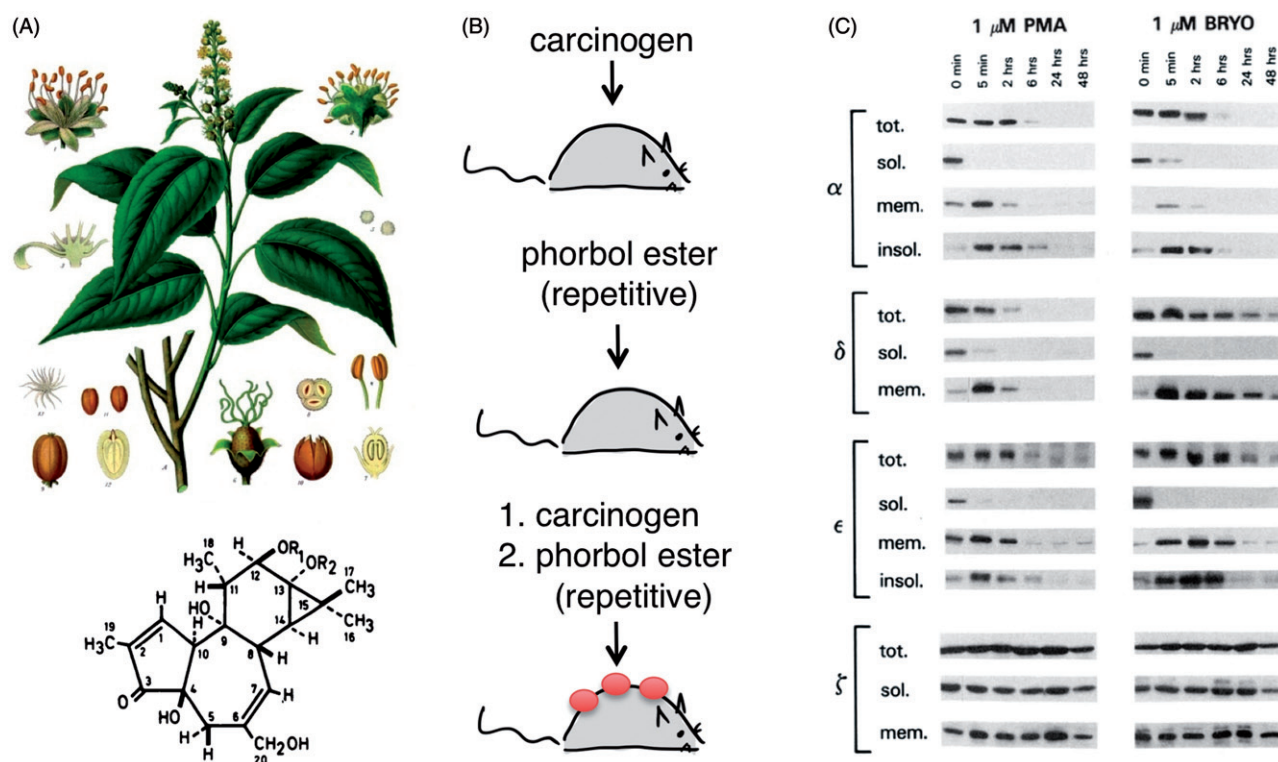 (A)
18
H
OR1
H3C
12
OR2
17
CH3
11
13
H
15
HO
H
H
9
14
CH3
16
19
1
H3C
2
10
8
H
H
3
4
7
H
O
HO
5
6
H
H
CH2OH
20
(B)
carcinogen
phorbol ester
(repetitive)
1. carcinogen
2. phorbol ester
(repetitive)
(C)
1 μM PMA
1 μM BRYO
0 min 5 min 2 hrs 6 hrs 24 hrs 48 hrs
0 min 5 min 2 hrs 6 hrs 24 hrs 48 hrs
α
tot.
sol.
mem.
insol.
δ
tot.
sol.
mem.
ε
tot.
sol.
mem.
insol.
ζ
tot.
sol.
mem.